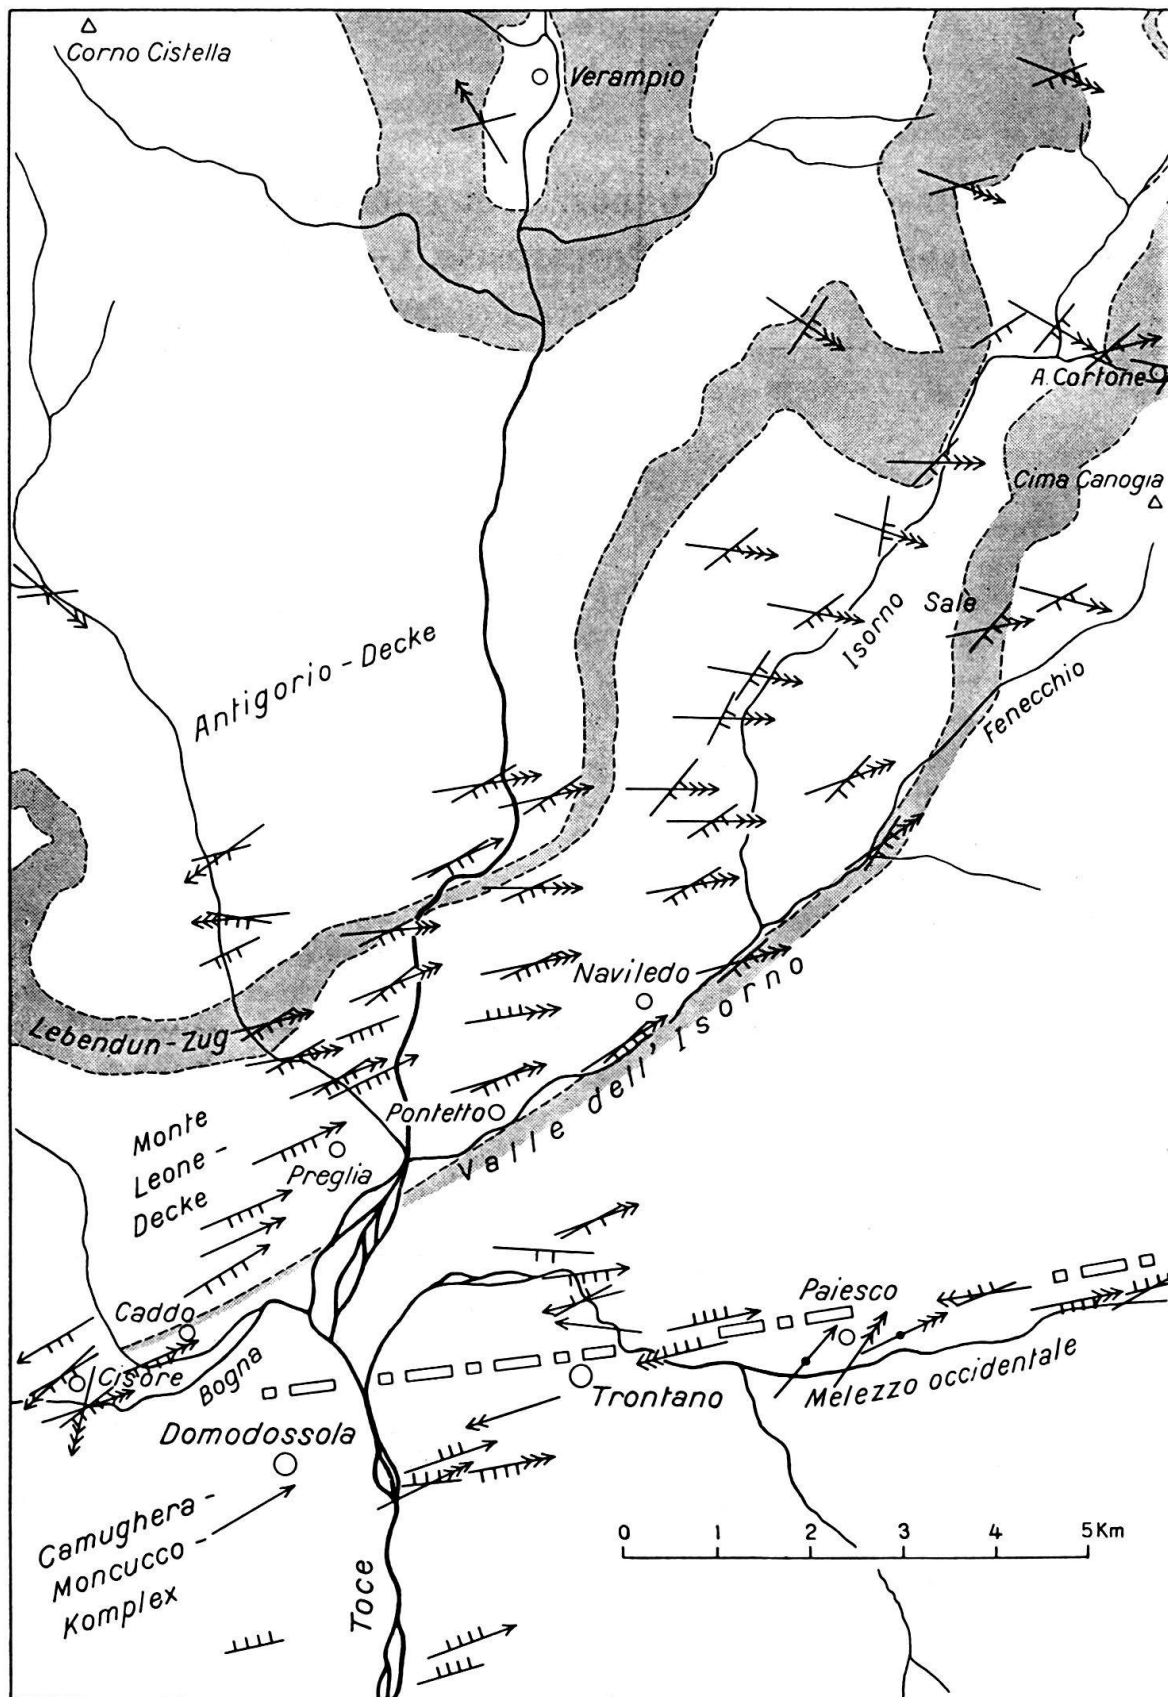 Corno Cistella
Verampio
A. Cortone
Cima Canogia
Isorno
Sale
Fenecchio
Antigorio - Decke
Naviledo
Lebendun-Zug
Pontetto
Valle dell' Isorno
Monte
Leone -
Decke
Preglia
Caddo
Cisore
Bogna
Paiesco
Melezzo occidentale
Trontano
Domodossola
Camughera -
Moncucco -
Komplex
Toce
0 1 2 3 4 5 Km